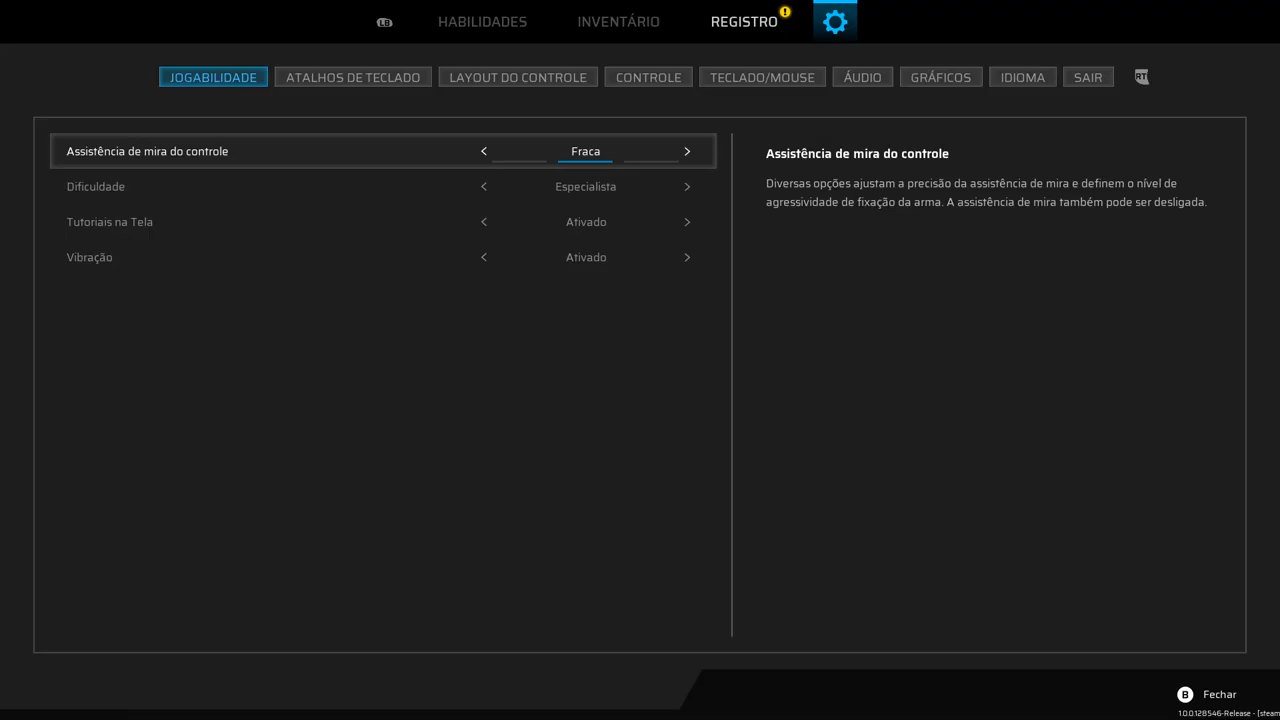 LB HABILIDADES INVENTÁRIO REGISTRO !
JOGABILIDADE ATALHOS DE TECLADO LAYOUT DO CONTROLE CONTROLE TECLADO/MOUSE ÁUDIO GRÁFICOS IDIOMA SAIR RT
Assistência de mira do controle < Fraca >
Dificuldade < Especialista >
Tutoriais na Tela < Ativado >
Vibração < Ativado >
Assistência de mira do controle
Diversas opções ajustam a precisão da assistência de mira e definem o nível de
agressividade de fixação da arma. A assistência de mira também pode ser desligada.
B Fechar
1.0.0.128546-Release - [steam